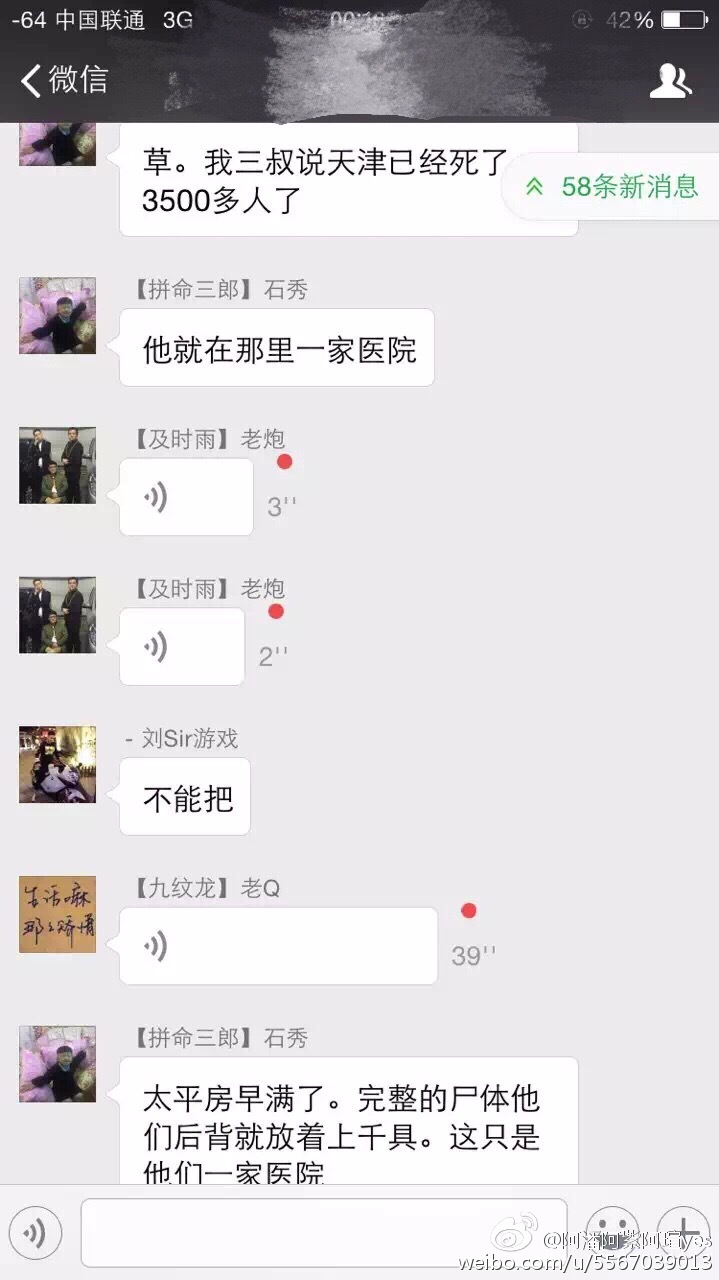 -64 中国联通 3G
42%
微信
草。我三叔说天津已经死了
3500多人了
58条新消息
【拼命三郎】石秀
他就在那里一家医院
【及时雨】老炮
3''
【及时雨】老炮
2''
- 刘Sir游戏
不能把
【九纹龙】老Q
39''
生活嘛
【拼命三郎】石秀
太平房早满了。完整的尸体他
们后背就放着上千具。这只是
他们一家医院
weibo.com/u/5567039013